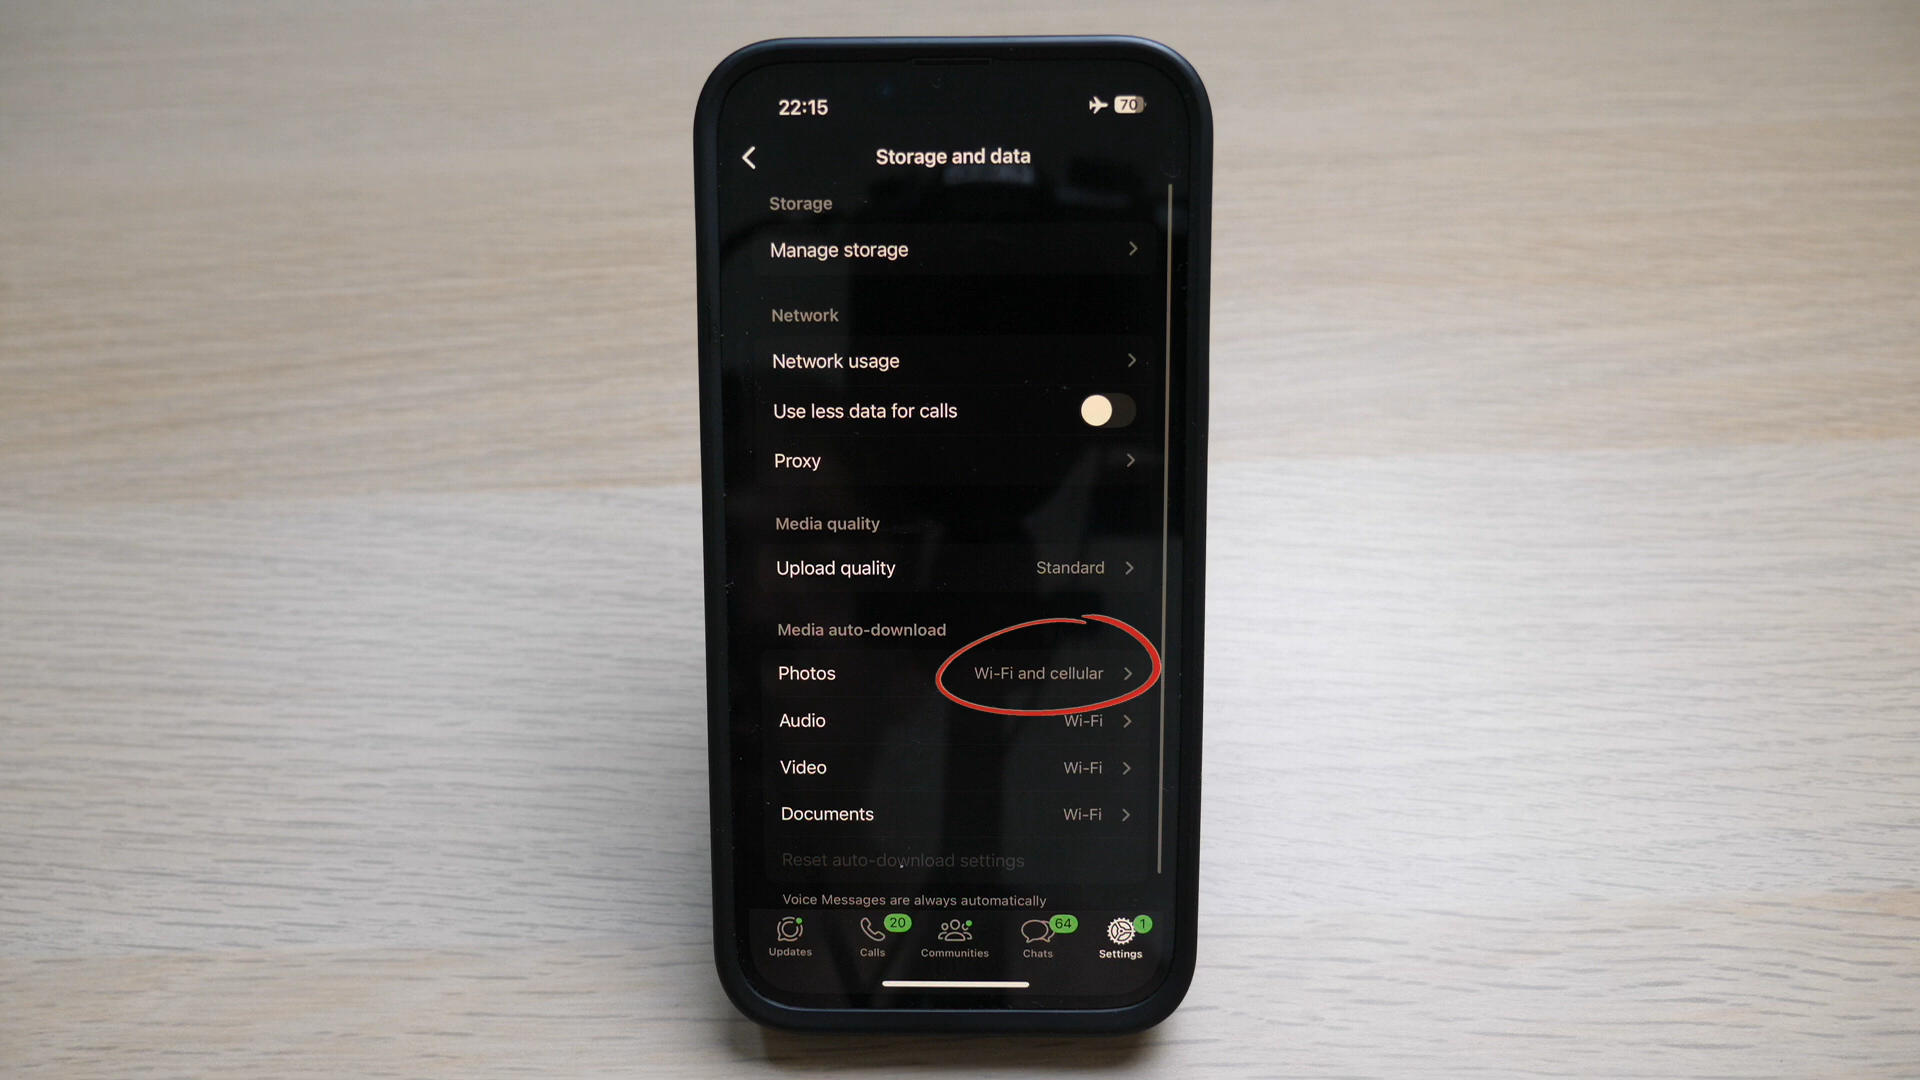 22:15 70
Storage and data
Storage
Manage storage
Network
Network usage
Use less data for calls
Proxy
Media quality
Upload quality Standard
Media auto-download
Photos Wi-Fi and cellular
Audio Wi-Fi
Video Wi-Fi
Documents Wi-Fi
Reset auto-download settings
Voice Messages are always automatically
20 64 1
Updates Calls Communities Chats Settings